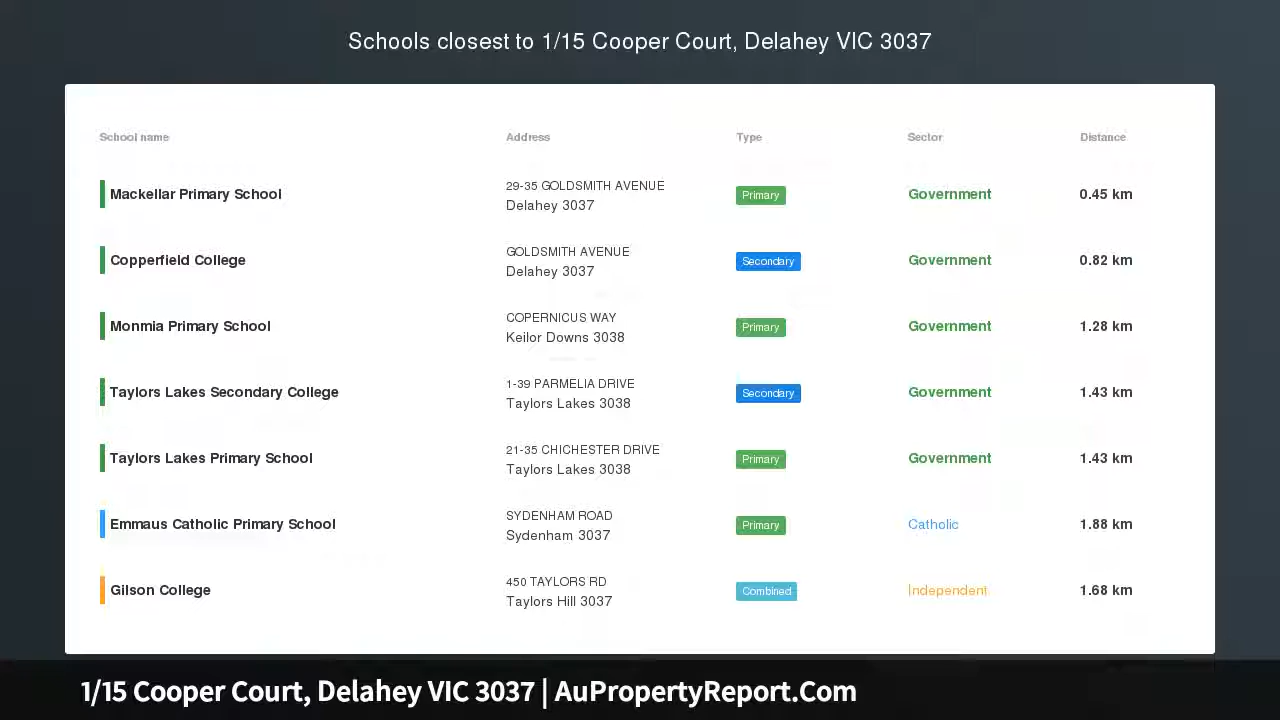 Schools closest to 1/15 Cooper Court, Delahey VIC 3037
School name Address Type Sector Distance
Mackellar Primary School 29-35 GOLDSMITH AVENUE Delahey 3037 Primary Government 0.45 km
Copperfield College GOLDSMITH AVENUE Delahey 3037 Secondary Government 0.82 km
Monmia Primary School COPERNICUS WAY Keilor Downs 3038 Primary Government 1.28 km
Taylors Lakes Secondary College 1-39 PARMELIA DRIVE Taylors Lakes 3038 Secondary Government 1.43 km
Taylors Lakes Primary School 21-35 CHICHESTER DRIVE Taylors Lakes 3038 Primary Government 1.43 km
Emmaus Catholic Primary School SYDENHAM ROAD Sydenham 3037 Primary Catholic 1.88 km
Gilson College 450 TAYLORS RD Taylors Hill 3037 Combined Independent 1.68 km
1/15 Cooper Court, Delahey VIC 3037 | AuPropertyReport.Com